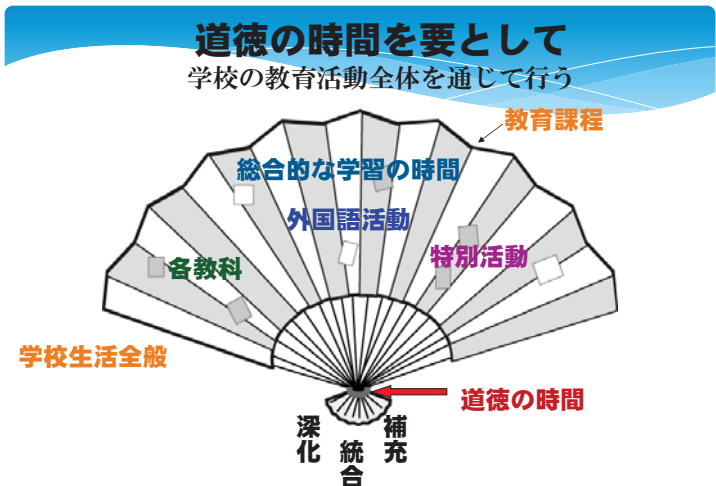 道徳の時間を要として
学校の教育活動全体を通じて行う
教育課程
総合的な学習の時間
外国語活動
特別活動
各教科
学校生活全般
道徳の時間
深化
統合
補充